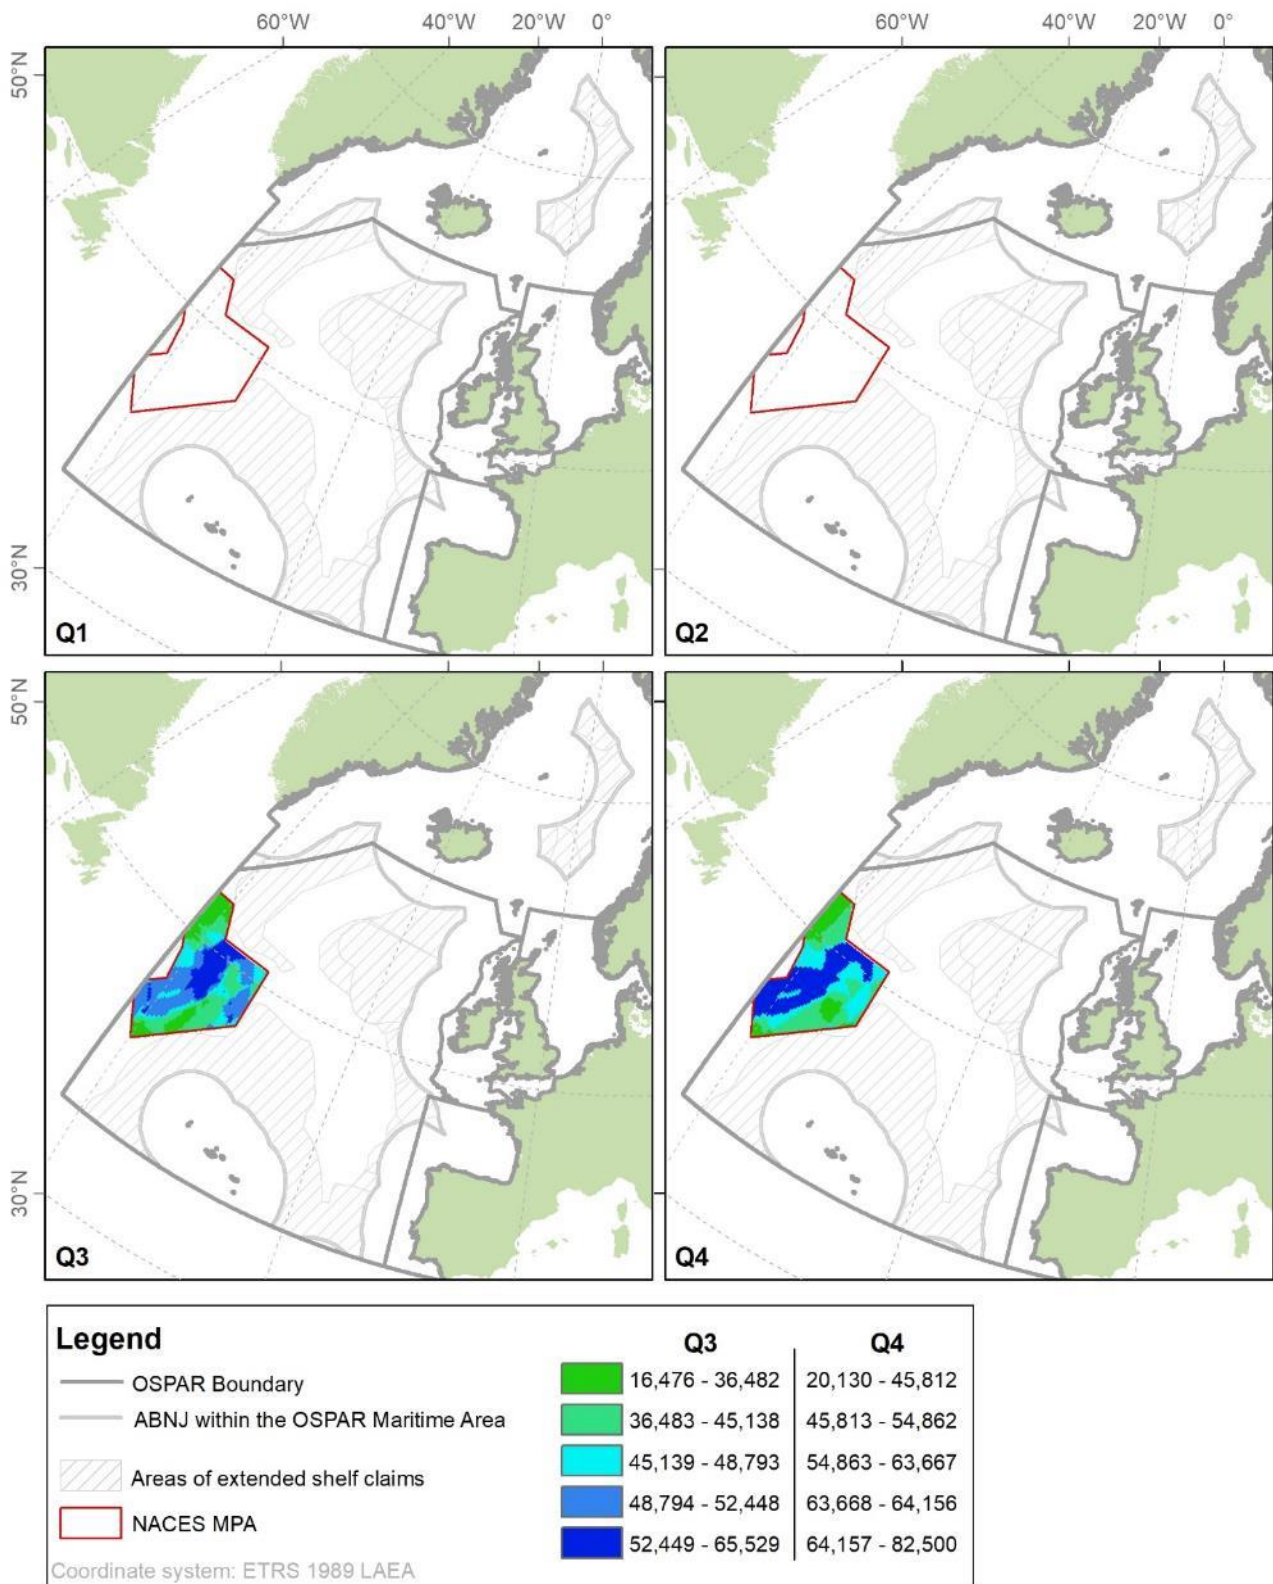 60°W 40°W 20°W 0° 60°W 40°W 20°W 0°
50°N
30°N
Q1 Q2
50°N
30°N
Q3 Q4
Legend
OSPAR Boundary
ABNJ within the OSPAR Maritime Area
Areas of extended shelf claims
NACES MPA
Coordinate system: ETRS 1989 LAEA
Q3 Q4
16,476 - 36,482 20,130 - 45,812
36,483 - 45,138 45,813 - 54,862
45,139 - 48,793 54,863 - 63,667
48,794 - 52,448 63,668 - 64,156
52,449 - 65,529 64,157 - 82,500